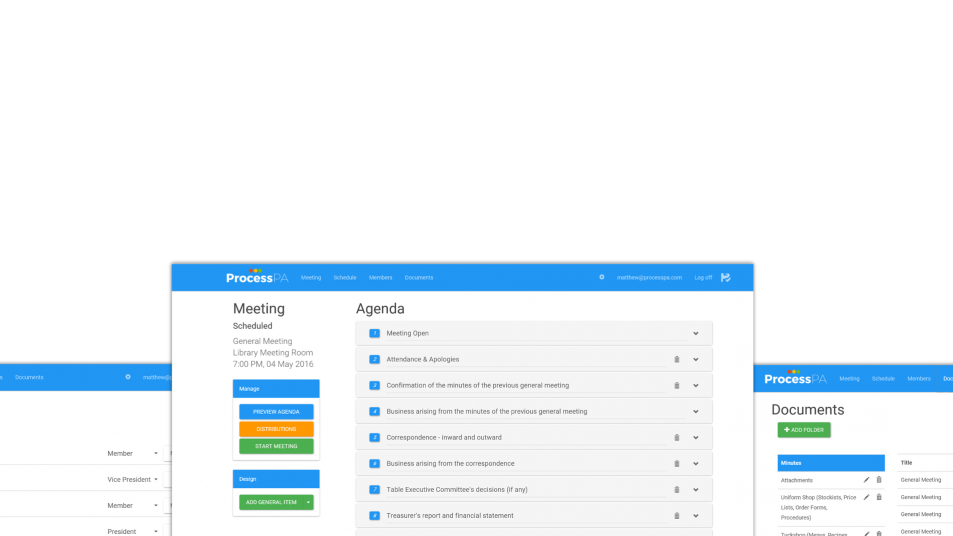 ProcessPA Meeting Schedule Members Documents matthew@processpa.com Log off
Meeting
Scheduled
General Meeting
Library Meeting Room
7:00 PM, 04 May 2016
Manage
PREVIEW AGENDA
DISTRIBUTIONS
START MEETING
Design
ADD GENERAL ITEM
Agenda
1 Meeting Open
2 Attendance & Apologies
3 Confirmation of the minutes of the previous general meeting
4 Business arising from the minutes of the previous general meeting
5 Correspondence - inward and outward
6 Business arising from the correspondence
7 Table Executive Committee's decisions (if any)
8 Treasurer's report and financial statement
Documents
Member
Vice President
Member
President
ProcessPA Meeting Schedule Members
Documents
ADD FOLDER
Minutes
Attachments
Uniform Shop (Stockists, Price
Lists, Order Forms,
Procedures)
Title
General Meeting
General Meeting
General Meeting
General Meeting